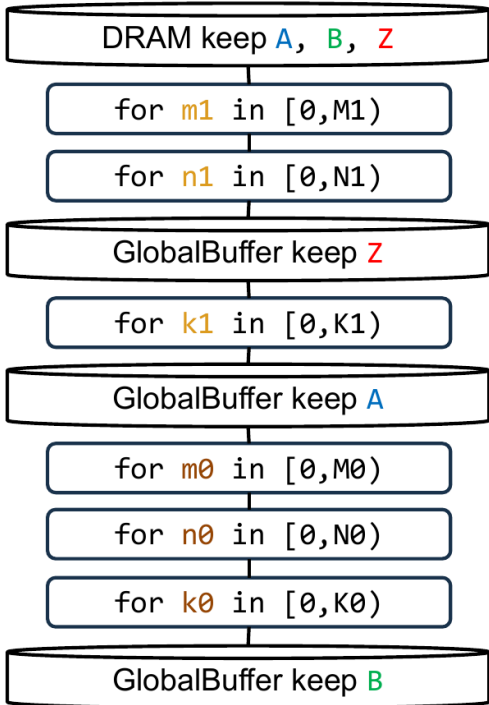 DRAM keep A, B, Z
for m1 in [0,M1)
for n1 in [0,N1)
GlobalBuffer keep Z
for k1 in [0,K1)
GlobalBuffer keep A
for m0 in [0,M0)
for n0 in [0,N0)
for k0 in [0,K0)
GlobalBuffer keep B